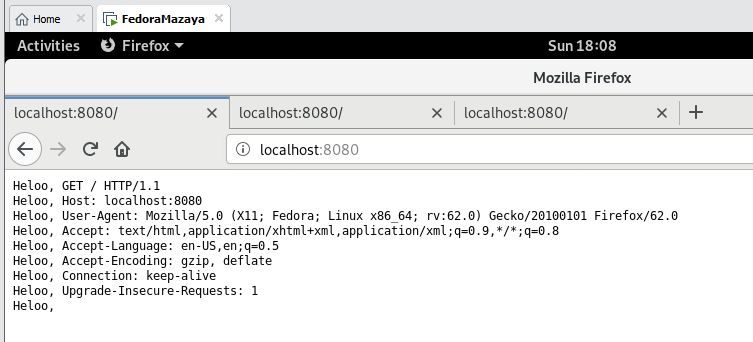 Home FedoraMazaya
Activities Firefox Sun 18:08
Mozilla Firefox
localhost:8080/ localhost:8080/ localhost:8080/
localhost:8080
Heloo, GET / HTTP/1.1
Heloo, Host: localhost:8080
Heloo, User-Agent: Mozilla/5.0 (X11; Fedora; Linux x86_64; rv:62.0) Gecko/20100101 Firefox/62.0
Heloo, Accept: text/html,application/xhtml+xml,application/xml;q=0.9,*/*;q=0.8
Heloo, Accept-Language: en-US,en;q=0.5
Heloo, Accept-Encoding: gzip, deflate
Heloo, Connection: keep-alive
Heloo, Upgrade-Insecure-Requests: 1
Heloo,